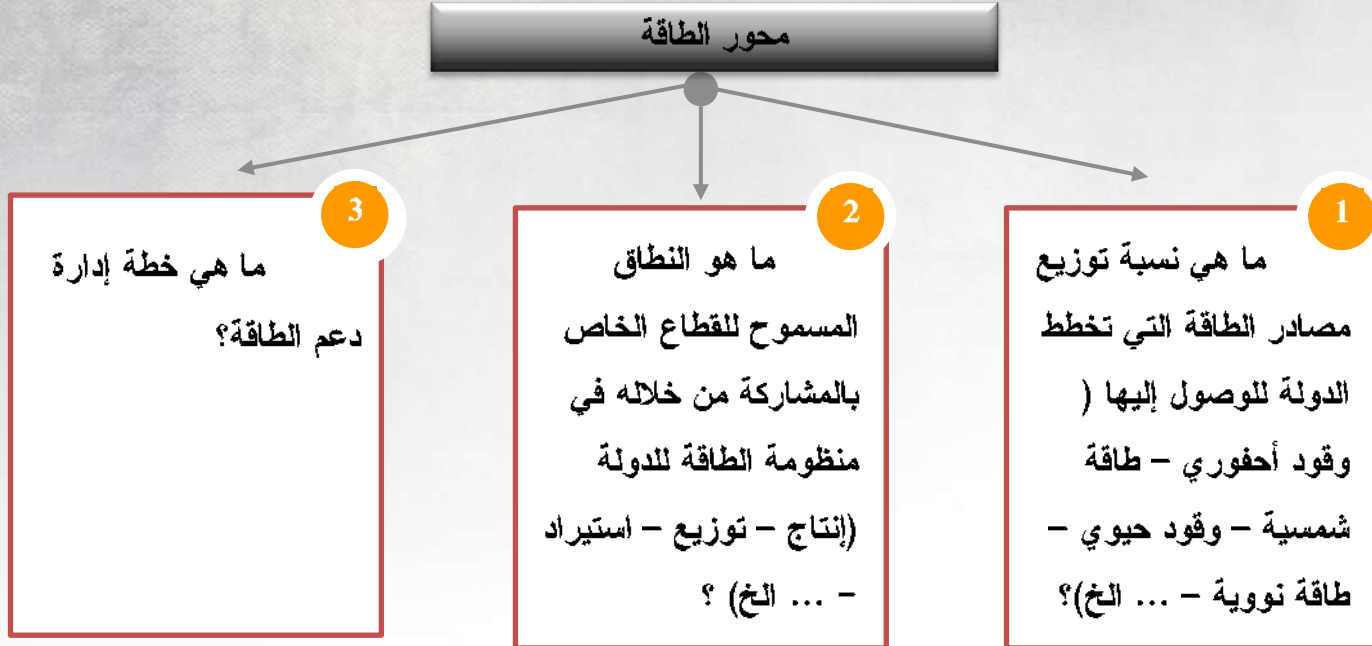 محور الطاقة
1
ما هي نسبة توزيع
مصادر الطاقة التي تخطط
الدولة للوصول إليها (
وقود أحفوري – طاقة
شمسية – وقود حيوي –
طاقة نووية – ... الخ)؟
2
ما هو النطاق
المسموح للقطاع الخاص
بالمشاركة من خلاله في
منظومة الطاقة للدولة
(إنتاج – توزيع – استيراد
– ... الخ) ؟
3
ما هي خطة إدارة
دعم الطاقة؟